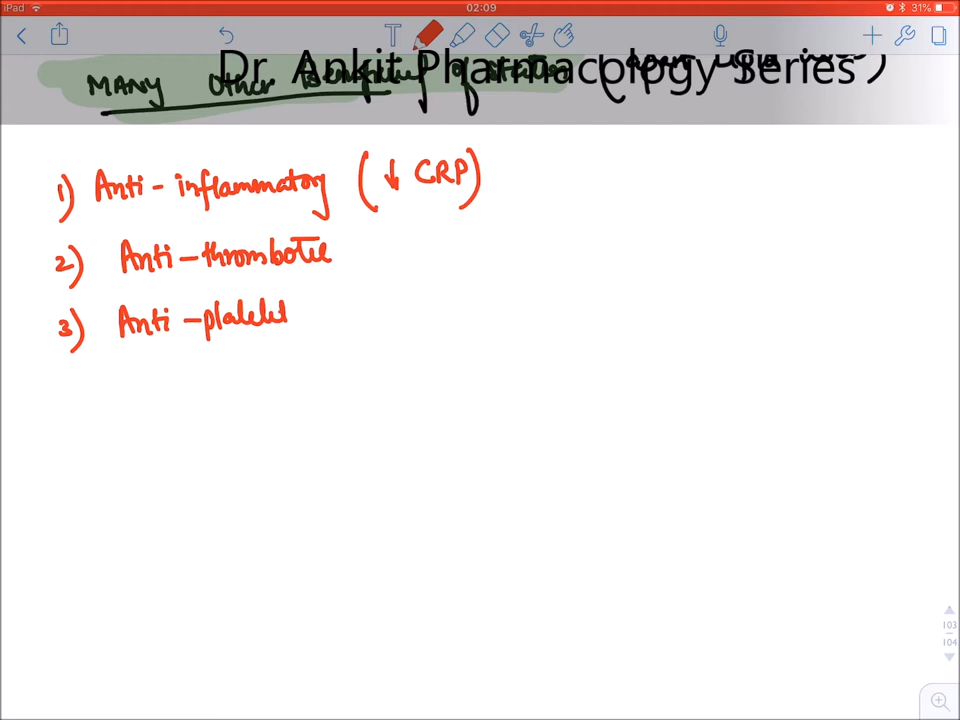 iPad 02:09 31%
T
Dr. Ankit Pharmacology Series
MANY Other of
1) Anti-inflammatory (↓ CRP)
2) Anti-thrombotic
3) Anti-platelet
103
104